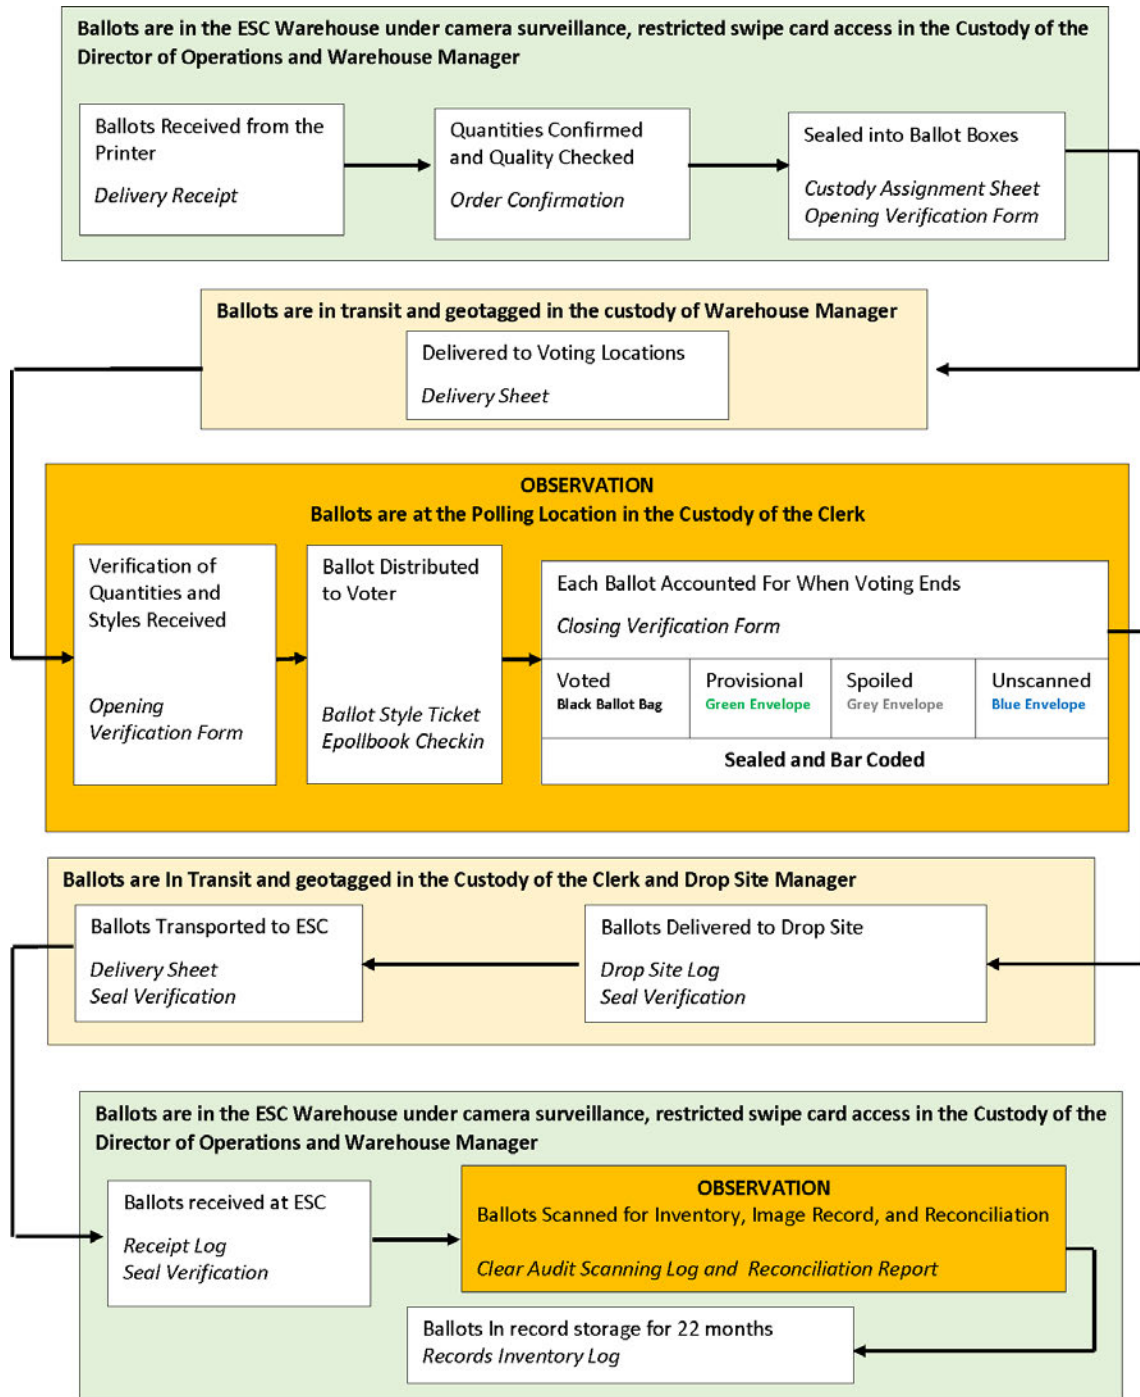 Ballots are in the ESC Warehouse under camera surveillance, restricted swipe card access in the Custody of the
Director of Operations and Warehouse Manager
Ballots Received from the
Printer
Delivery Receipt
Quantities Confirmed
and Quality Checked
Order Confirmation
Sealed into Ballot Boxes
Custody Assignment Sheet
Opening Verification Form
Ballots are in transit and geotagged in the custody of Warehouse Manager
Delivered to Voting Locations
Delivery Sheet
OBSERVATION
Ballots are at the Polling Location in the Custody of the Clerk
Verification of
Quantities and
Styles Received
Opening
Verification Form
Ballot Distributed
to Voter
Ballot Style Ticket
Epollbook Checkin
Each Ballot Accounted For When Voting Ends
Closing Verification Form
Voted
Black Ballot Bag
Provisional
Green Envelope
Spoiled
Grey Envelope
Unscanned
Blue Envelope
Sealed and Bar Coded
Ballots are In Transit and geotagged in the Custody of the Clerk and Drop Site Manager
Ballots Transported to ESC
Delivery Sheet
Seal Verification
Ballots Delivered to Drop Site
Drop Site Log
Seal Verification
Ballots are in the ESC Warehouse under camera surveillance, restricted swipe card access in the Custody of the
Director of Operations and Warehouse Manager
Ballots received at ESC
Receipt Log
Seal Verification
OBSERVATION
Ballots Scanned for Inventory, Image Record, and Reconciliation
Clear Audit Scanning Log and Reconciliation Report
Ballots In record storage for 22 months
Records Inventory Log